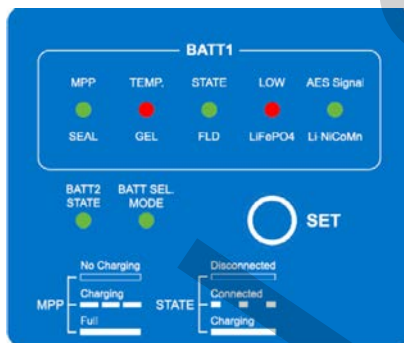 BATT1
MPP TEMP. STATE LOW AES Signal
SEAL GEL FLD LiFePO4 Li-NiCoMn
BATT2 STATE
BATT SEL. MODE
SET
No Charging
MPP Charging
Full
Disconnected
STATE Connected
Charging